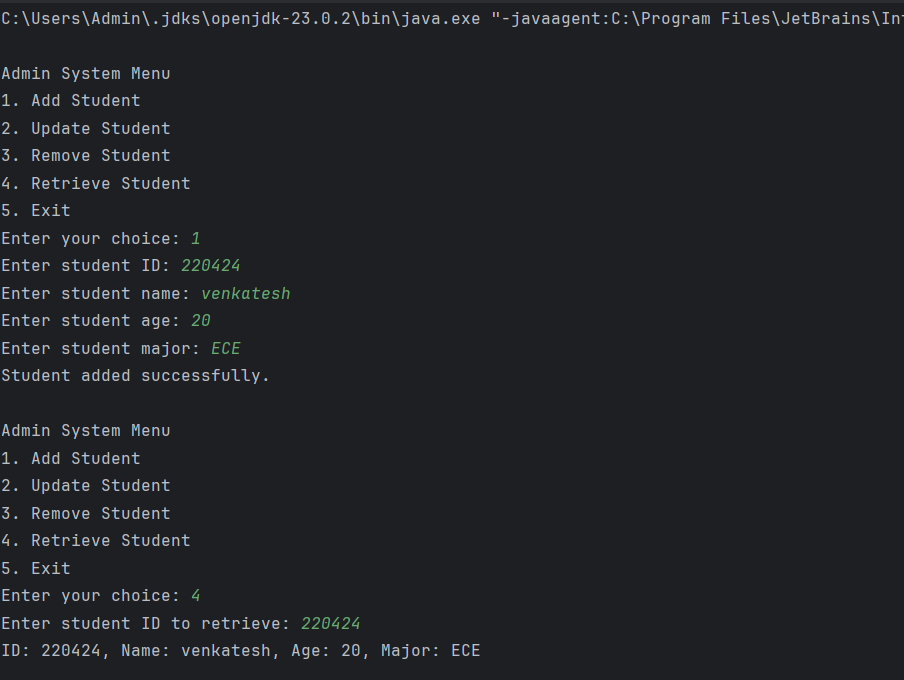 C:\Users\Admin\.jdks\openjdk-23.0.2\bin\java.exe "-javaagent:C:\Program Files\JetBrains\In
Admin System Menu
1. Add Student
2. Update Student
3. Remove Student
4. Retrieve Student
5. Exit
Enter your choice: 1
Enter student ID: 220424
Enter student name: venkatesh
Enter student age: 20
Enter student major: ECE
Student added successfully.
Admin System Menu
1. Add Student
2. Update Student
3. Remove Student
4. Retrieve Student
5. Exit
Enter your choice: 4
Enter student ID to retrieve: 220424
ID: 220424, Name: venkatesh, Age: 20, Major: ECE